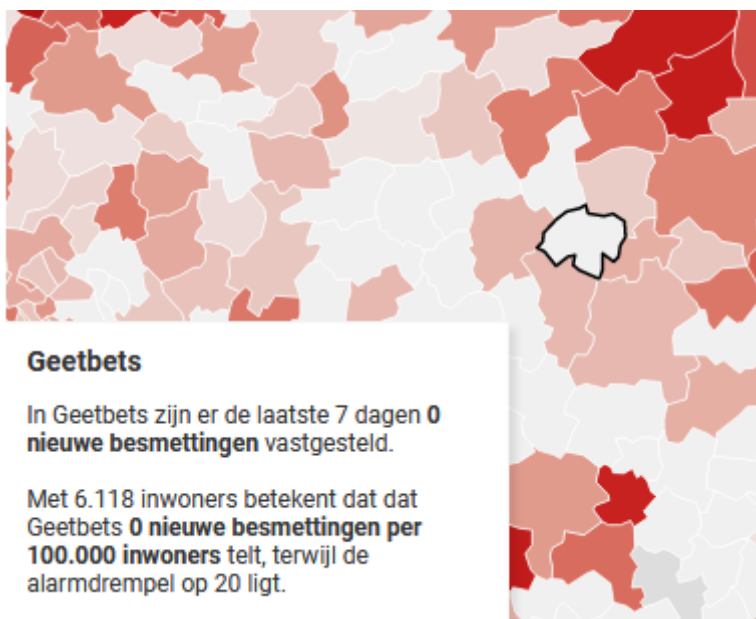 Geetbets
In Geetbets zijn er de laatste 7 dagen 0
nieuwe besmettingen vastgesteld.
Met 6.118 inwoners betekent dat dat
Geetbets 0 nieuwe besmettingen per
100.000 inwoners telt, terwijl de
alarmdrempel op 20 ligt.